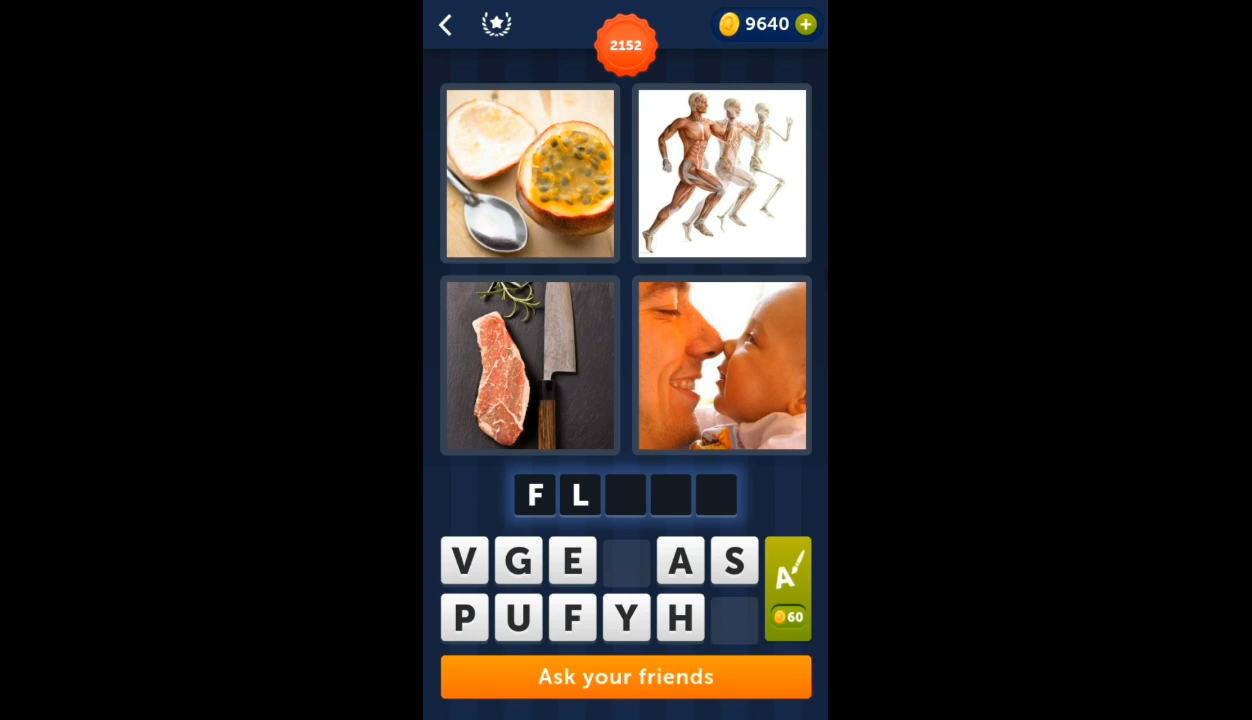 9640 +
2152
F L
V G E A S
A
P U F Y H
60
Ask your friends